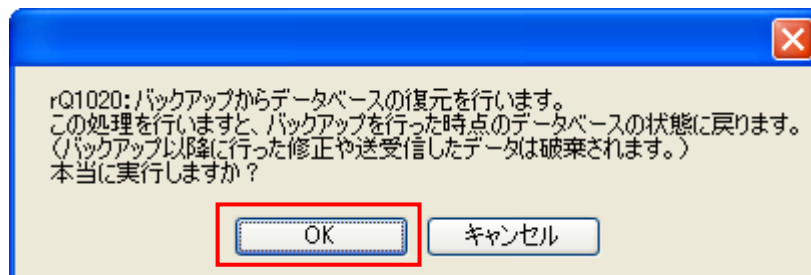 rQ1020:バックアップからデータベースの復元を行います。
この処理を行いますと、バックアップを行った時点のデータベースの状態に戻ります。
(バックアップ以降に行った修正や送受信したデータは破棄されます。)
本当に実行しますか？
OK
キャンセル